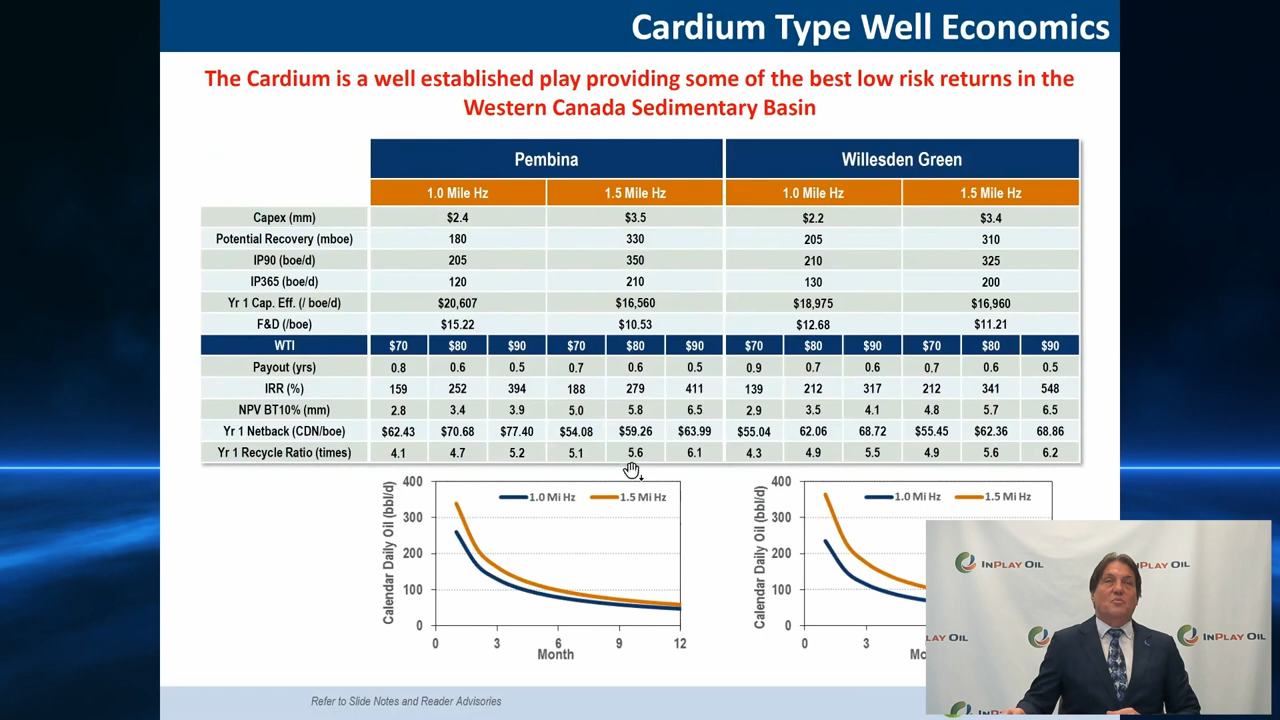 Cardium Type Well Economics
The Cardium is a well established play providing some of the best low risk returns in the
Western Canada Sedimentary Basin
Pembina Willesden Green
1.0 Mile Hz 1.5 Mile Hz 1.0 Mile Hz 1.5 Mile Hz
Capex (mm) $2.4 $3.5 $2.2 $3.4
Potential Recovery (mboe) 180 330 205 310
IP90 (boe/d) 205 350 210 325
IP365 (boe/d) 120 210 130 200
Yr 1 Cap. Eff. (/ boe/d) $20,607 $16,560 $18,975 $16,960
F&D (/boe) $15.22 $10.53 $12.68 $11.21
WTI $70 $80 $90 $70 $80 $90 $70 $80 $90 $70 $80 $90
Payout (yrs) 0.8 0.6 0.5 0.7 0.6 0.5 0.9 0.7 0.6 0.7 0.6 0.5
IRR (%) 159 252 394 188 279 411 139 212 317 212 341 548
NPV BT10% (mm) 2.8 3.4 3.9 5.0 5.8 6.5 2.9 3.5 4.1 4.8 5.7 6.5
Yr 1 Netback (CDN/boe) $62.43 $70.68 $77.40 $54.08 $59.26 $63.99 $55.04 62.06 68.72 $55.45 $62.36 68.86
Yr 1 Recycle Ratio (times) 4.1 4.7 5.2 5.1 5.6 6.1 4.3 4.9 5.5 4.9 5.6 6.2
Calendar Daily Oil (bbl/d)
400
300
200
100
0
1.0 Mi Hz 1.5 Mi Hz
0 3 6 9 12
Month
Calendar Daily Oil (bbl/d)
400
300
200
100
0
1.0 Mi Hz 1.5 Mi Hz
0 3
Mo
INPLAY OIL
PLAY OIL
LAY OIL
INPLAY OIL
Refer to Slide Notes and Reader Advisories